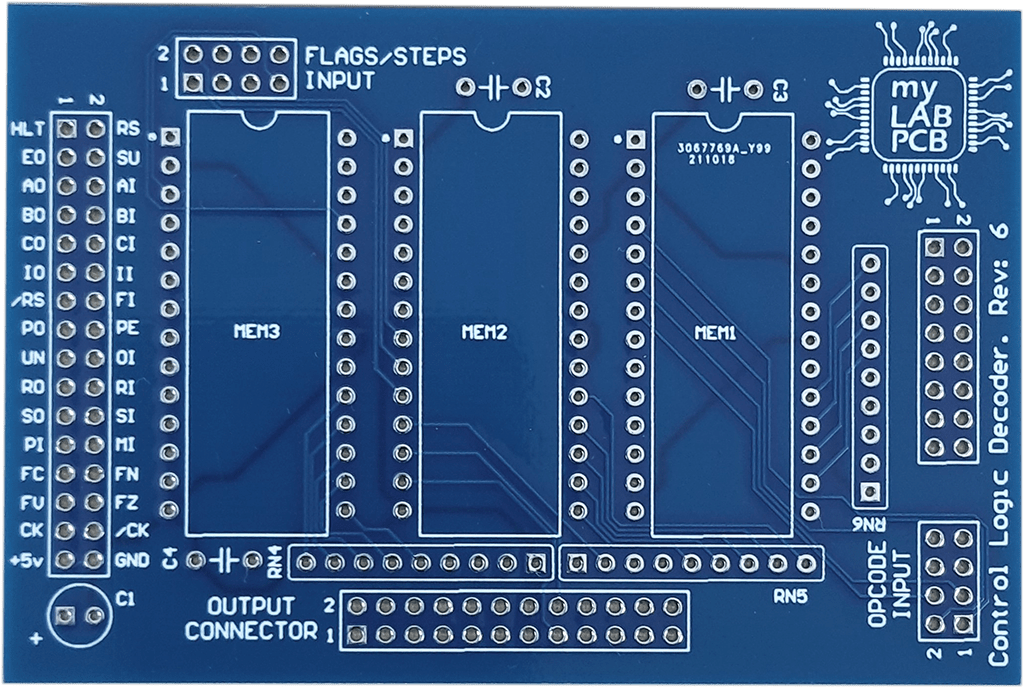 2
1
FLAGS/STEPS
INPUT
C2
C3
my
LAB
PCB
1
2
HLT RS
EO SU
AO AI
BO BI
CO CI
IO II
/RS FI
PO PE
UN OI
RO RI
SO SI
PI MI
FC FN
FV FZ
CK /CK
+5v GND
C1
+
3067769A_Y99
211018
MEM3
MEM2
MEM1
1
2
RN6
C4
RN4
RN5
OPCODE
INPUT
2
1
OUTPUT
CONNECTOR
2
1
Control Logic Decoder. Rev: 6